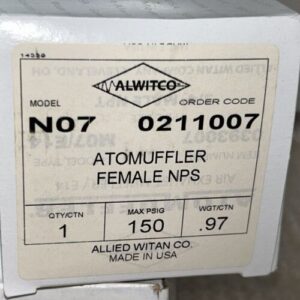 14559
ALWITCO
MODEL
ORDER CODE
N07 0211007
ATOMUFFLER
FEMALE NPS
QTY/CTN MAX PSIG WGT/CTN
1 150 .97
ALLIED WITAN CO.
MADE IN USA